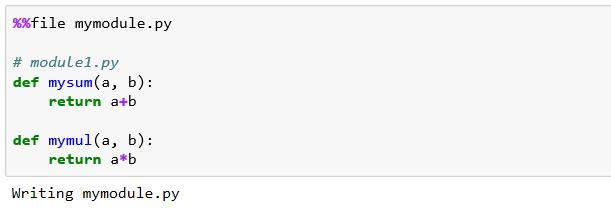 %%file mymodule.py
# module1.py
def mysum(a, b):
    return a+b
def mymul(a, b):
    return a*b
Writing mymodule.py